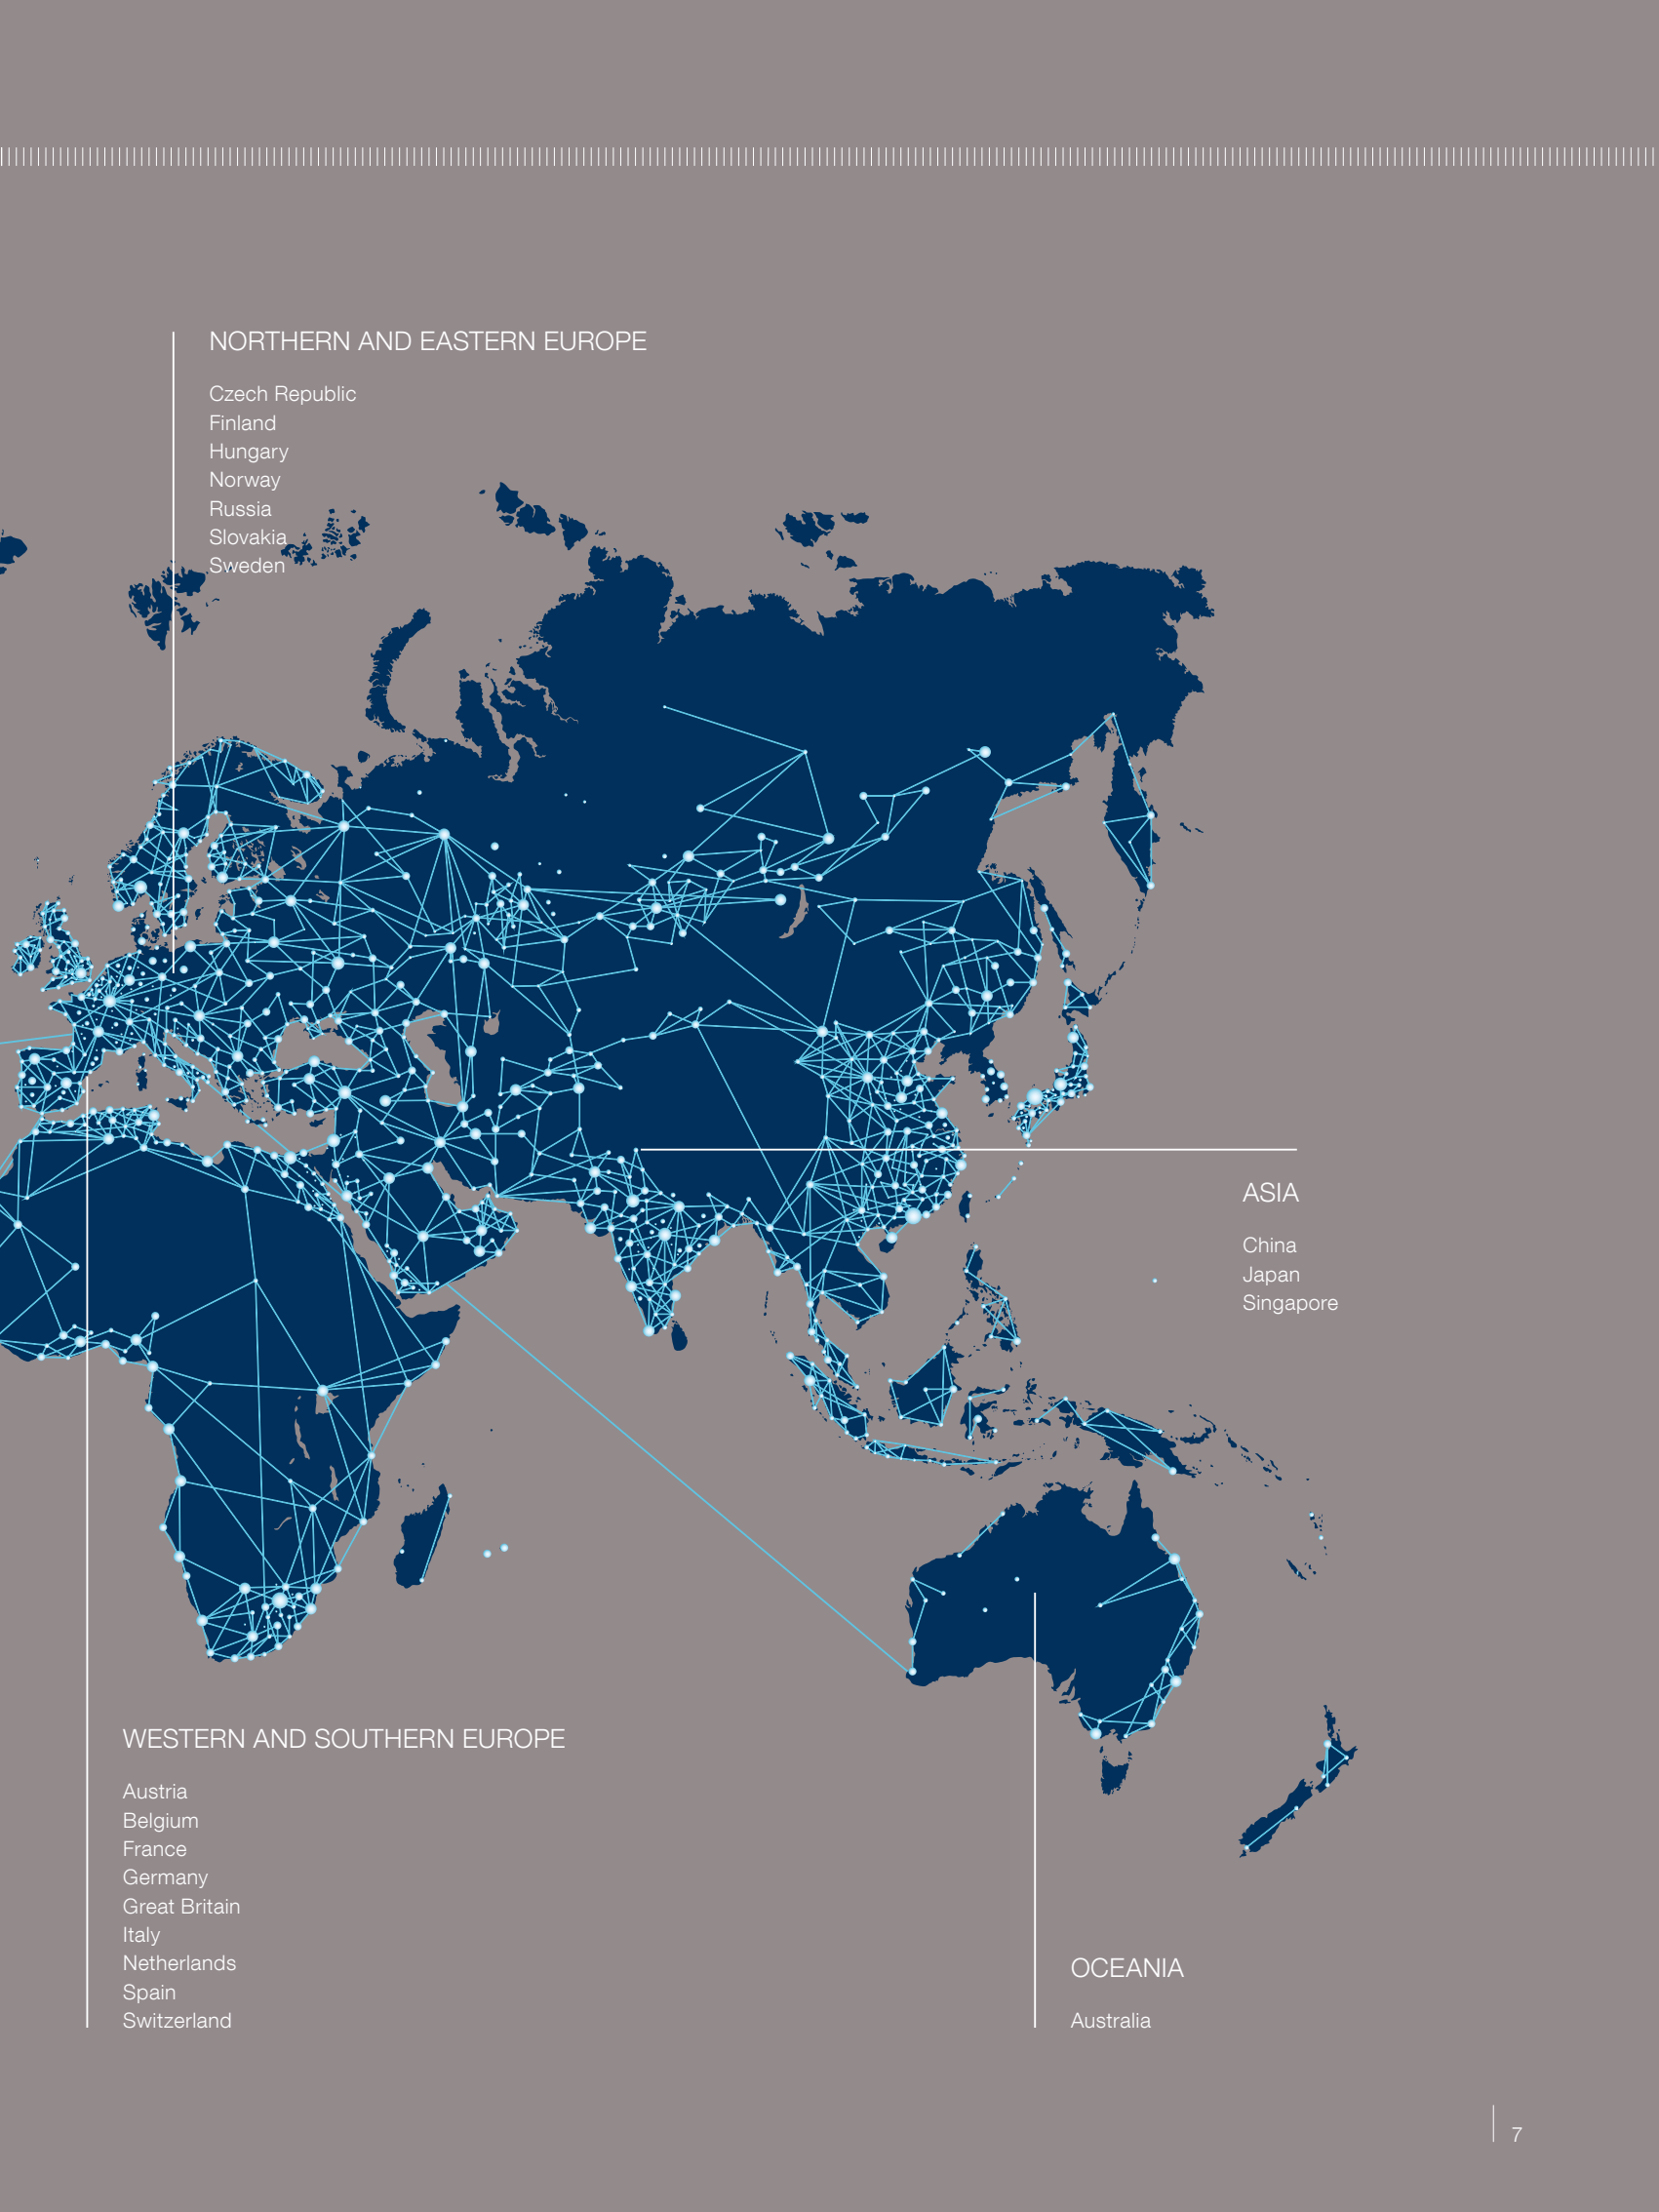 NORTHERN AND EASTERN EUROPE
Czech Republic
Finland
Hungary
Norway
Russia
Slovakia
Sweden
ASIA
China
Japan
Singapore
WESTERN AND SOUTHERN EUROPE
Austria
Belgium
France
Germany
Great Britain
Italy
Netherlands
Spain
Switzerland
OCEANIA
Australia
7